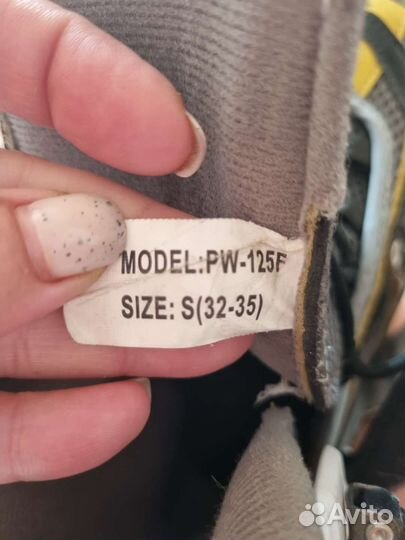 MODEL:PW-125F
SIZE: S(32-35)
Avito